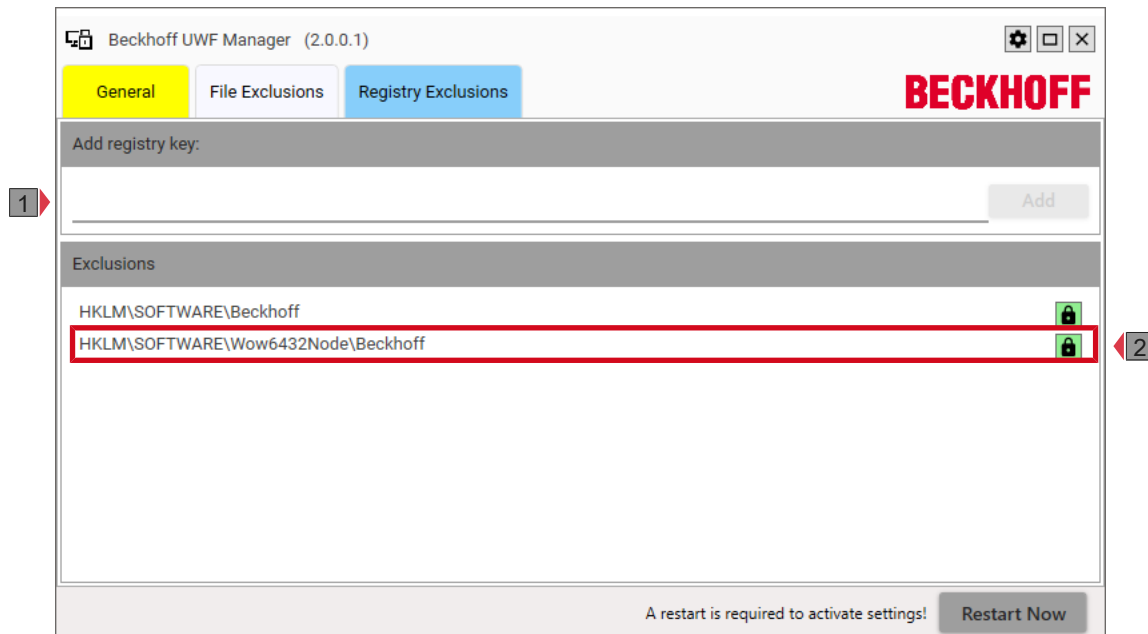 Beckhoff UWF Manager (2.0.0.1)
General
File Exclusions
Registry Exclusions
BECKHOFF
Add registry key:
1
Add
Exclusions
HKLM\SOFTWARE\Beckhoff
HKLM\SOFTWARE\Wow6432Node\Beckhoff
2
A restart is required to activate settings!
Restart Now